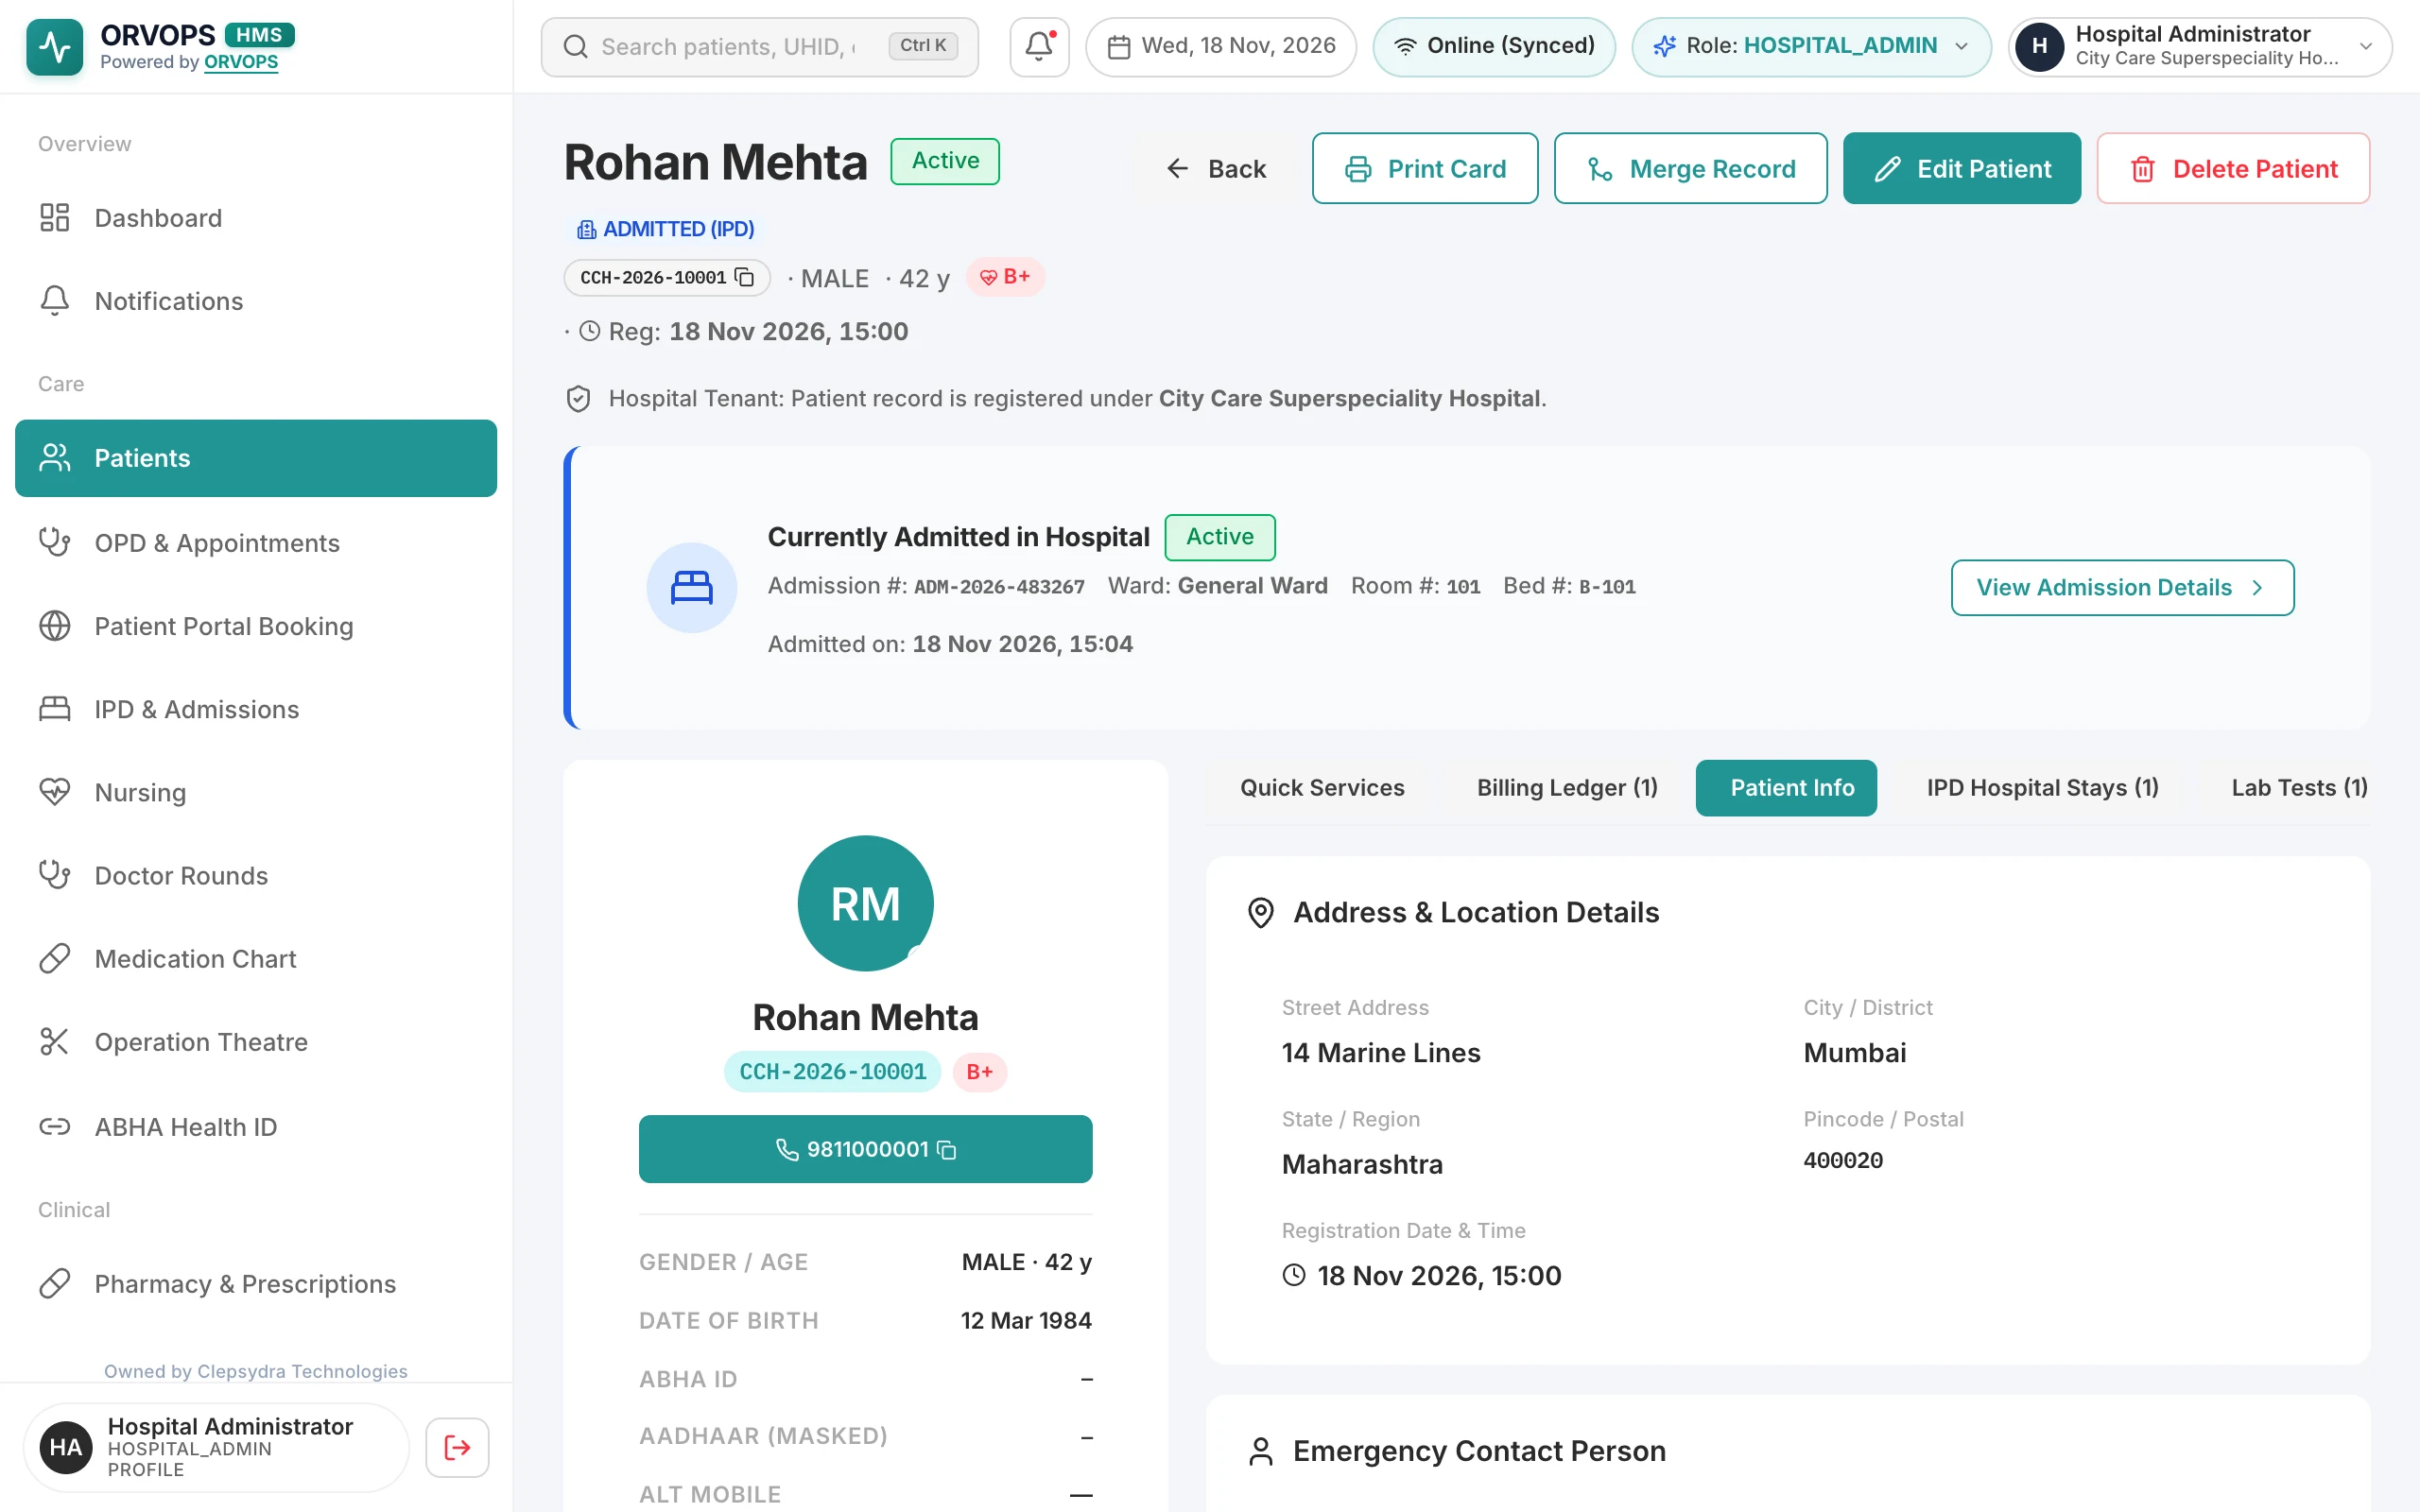 ORVOPS HMS
Powered by ORVOPS
Search patients, UHID,
Ctrl K
Wed, 18 Nov, 2026
Online (Synced)
Role: HOSPITAL_ADMIN
H
Hospital Administrator
City Care Superspeciality Ho...
Overview
Dashboard
Notifications
Care
Patients
OPD & Appointments
Patient Portal Booking
IPD & Admissions
Nursing
Doctor Rounds
Medication Chart
Operation Theatre
ABHA Health ID
Clinical
Pharmacy & Prescriptions
Owned by Clepsydra Technologies
HA
Hospital Administrator
HOSPITAL_ADMIN
PROFILE
Rohan Mehta
Active
Back
Print Card
Merge Record
Edit Patient
Delete Patient
ADMITTED (IPD)
CCH-2026-10001 · MALE · 42 y B+
· Reg: 18 Nov 2026, 15:00
Hospital Tenant: Patient record is registered under City Care Superspeciality Hospital.
Currently Admitted in Hospital Active
Admission #: ADM-2026-483267 Ward: General Ward Room #: 101 Bed #: B-101
Admitted on: 18 Nov 2026, 15:04
View Admission Details
RM
Rohan Mehta
CCH-2026-10001 B+
9811000001
GENDER / AGE MALE · 42 y
DATE OF BIRTH 12 Mar 1984
ABHA ID –
AADHAAR (MASKED) –
ALT MOBILE —
Quick Services
Billing Ledger (1)
Patient Info
IPD Hospital Stays (1)
Lab Tests (1)
Address & Location Details
Street Address
14 Marine Lines
City / District
Mumbai
State / Region
Maharashtra
Pincode / Postal
400020
Registration Date & Time
18 Nov 2026, 15:00
Emergency Contact Person